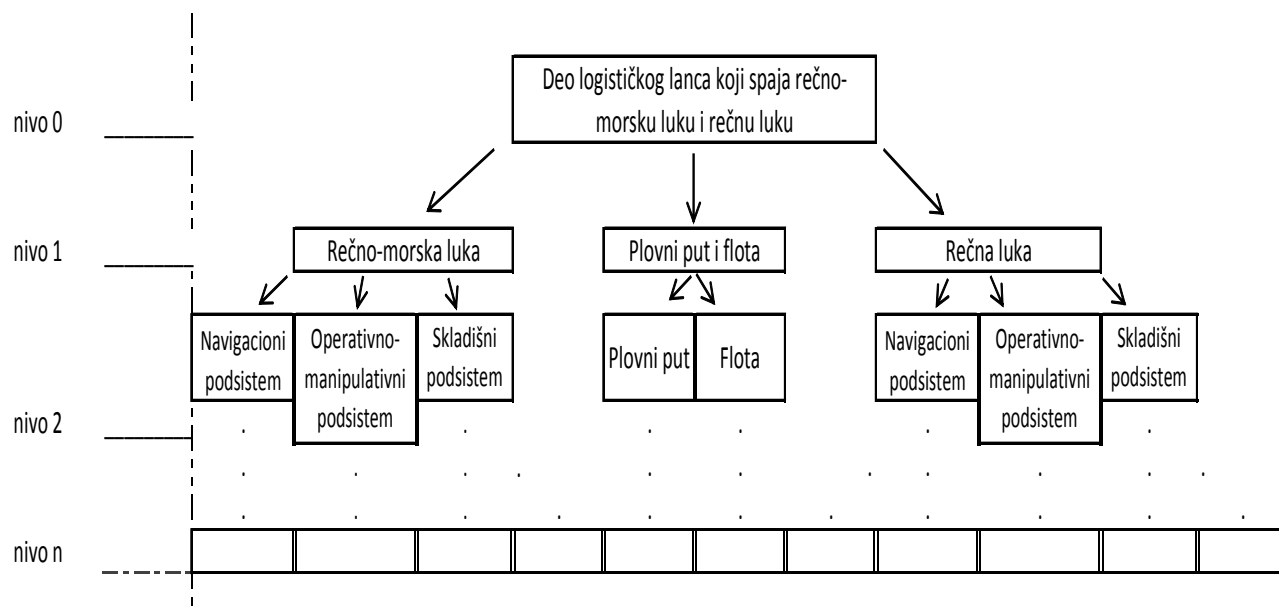 Deo logističkog lanca koji spaja rečno-
morsku luku i rečnu luku
nivo 0
nivo 1
Rečno-morska luka
Plovni put i flota
Rečna luka
Navigacioni
podsistem
Operativno-
manipulativni
podsistem
Skladišni
podsistem
Plovni put
Flota
Navigacioni
podsistem
Operativno-
manipulativni
podsistem
Skladišni
podsistem
nivo 2
nivo n